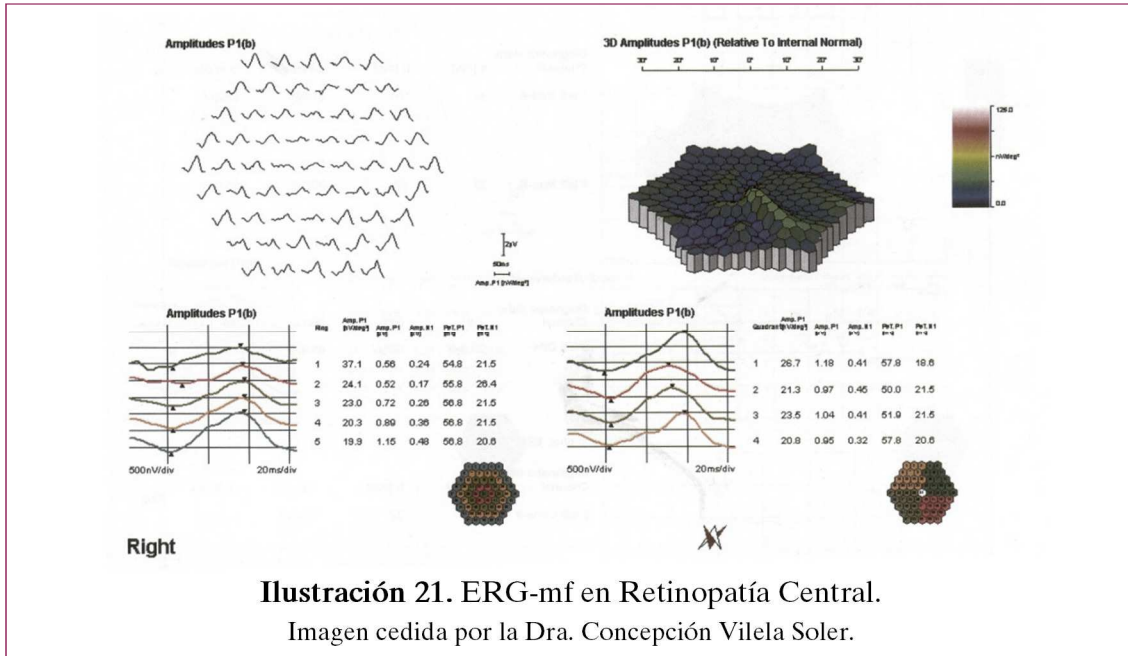 Amplitudes P1(b)
3D Amplitudes P1(b) (Relative To Internal Normal)
30° 20° 10° 0° 10° 20° 30°
125.0
nV/deg²
0.0
2µV
50ms
Amp. P1 [nV/deg²]
Amplitudes P1(b)
Ring Amp. P1 [nV/deg²] Amp. P1 Amp. N1 PeT. P1 PeT. N1
1 37.1 0.56 0.24 54.8 21.5
2 24.1 0.52 0.17 55.8 26.4
3 23.0 0.72 0.26 56.8 21.5
4 20.3 0.89 0.36 56.8 21.5
5 19.9 1.15 0.48 56.8 20.6
500nV/div 20ms/div
Amplitudes P1(b)
Quadrant Amp. P1 [nV/deg²] Amp. P1 Amp. N1 PeT. P1 PeT. N1
1 26.7 1.18 0.41 57.8 18.6
2 21.3 0.97 0.45 50.0 21.5
3 23.5 1.04 0.41 51.9 21.5
4 20.8 0.95 0.32 57.8 20.6
500nV/div 20ms/div
Right
Ilustración 21. ERG-mf en Retinopatía Central.
Imagen cedida por la Dra. Concepción Vilela Soler.